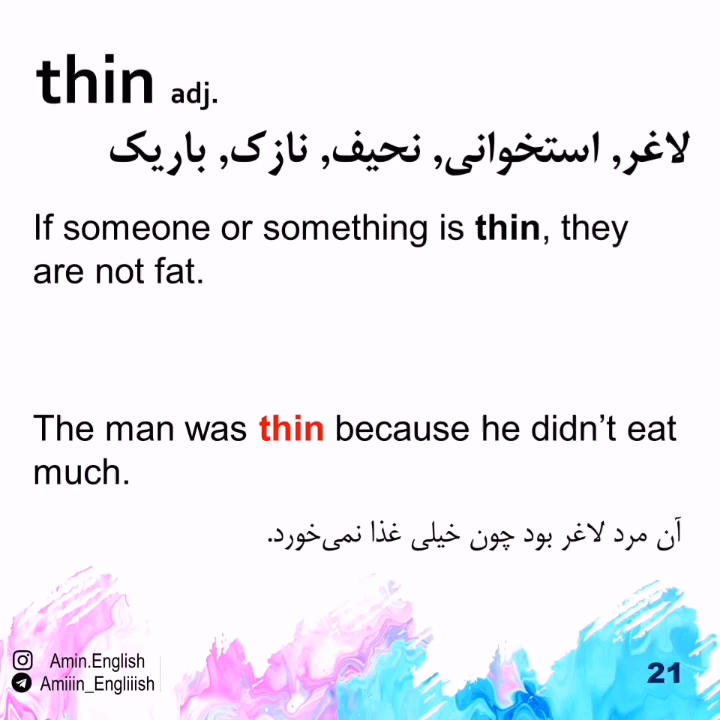 thin adj.
لاغر, استخوانی, نحیف, نازک, باریک
If someone or something is thin, they
are not fat.
The man was thin because he didn’t eat
much.
آن مرد لاغر بود چون خیلی غذا نمی‌خورد.
Amin.English
Amiiin_Engliiish
21